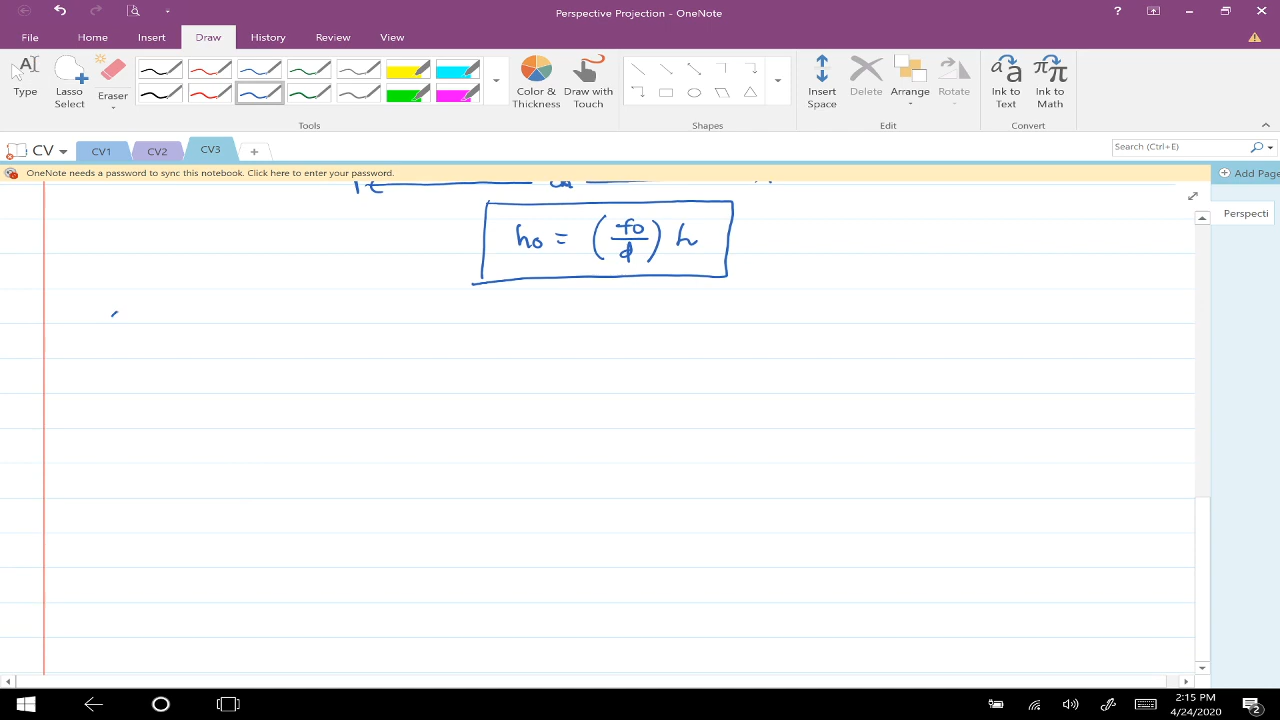 Perspective Projection - OneNote
File Home Insert Draw History Review View
Type
Lasso Select
Eraser
Color & Thickness
Draw with Touch
Insert Space
Delete
Arrange
Rotate
Ink to Text
Ink to Math
Tools
Shapes
Edit
Convert
CV CV1 CV2 CV3 +
Search (Ctrl+E)
OneNote needs a password to sync this notebook. Click here to enter your password.
Add Page
Perspecti
h₀ = (f₀/d) h
2:15 PM
4/24/2020
2